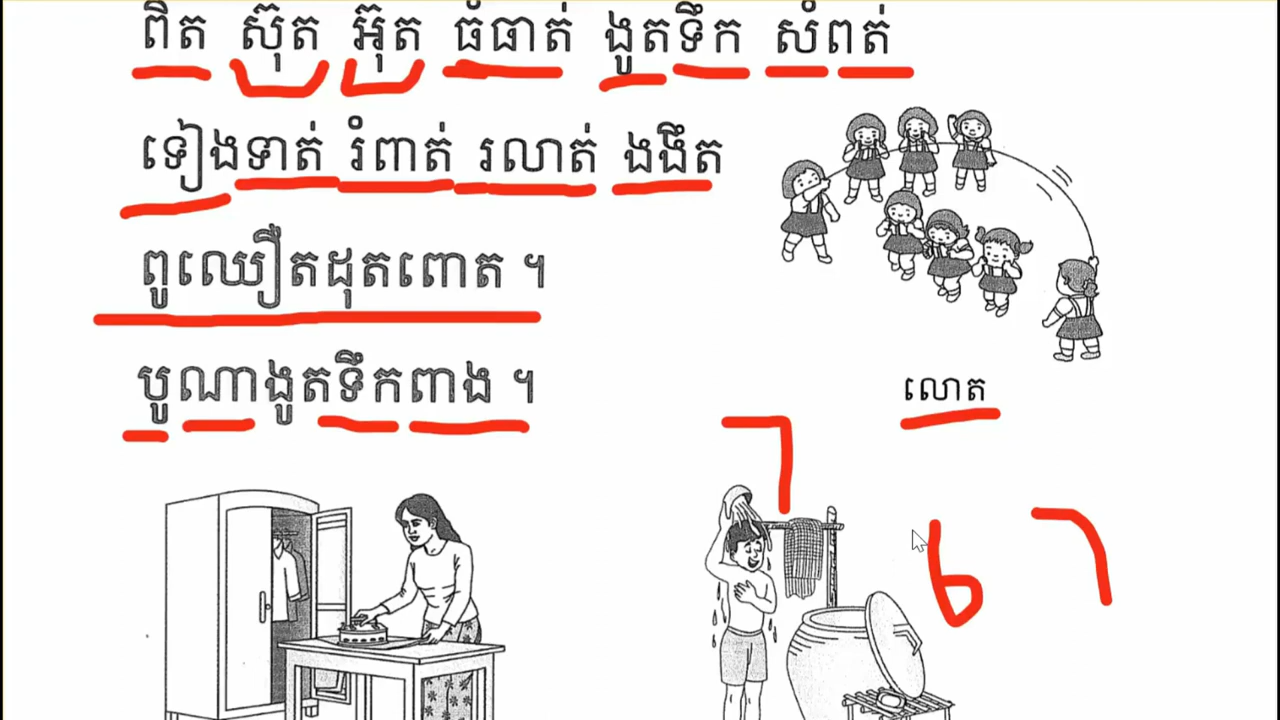 ពិត ស៊ុត អ៊ុត ធំធាត់ ងូតទឹក សំពត់
ទៀងទាត់ រំពាត់ រលាត់ ងងឹត
ពូឈឿតដុតពោត ។
បូណាងូតទឹកពាង ។
លោត